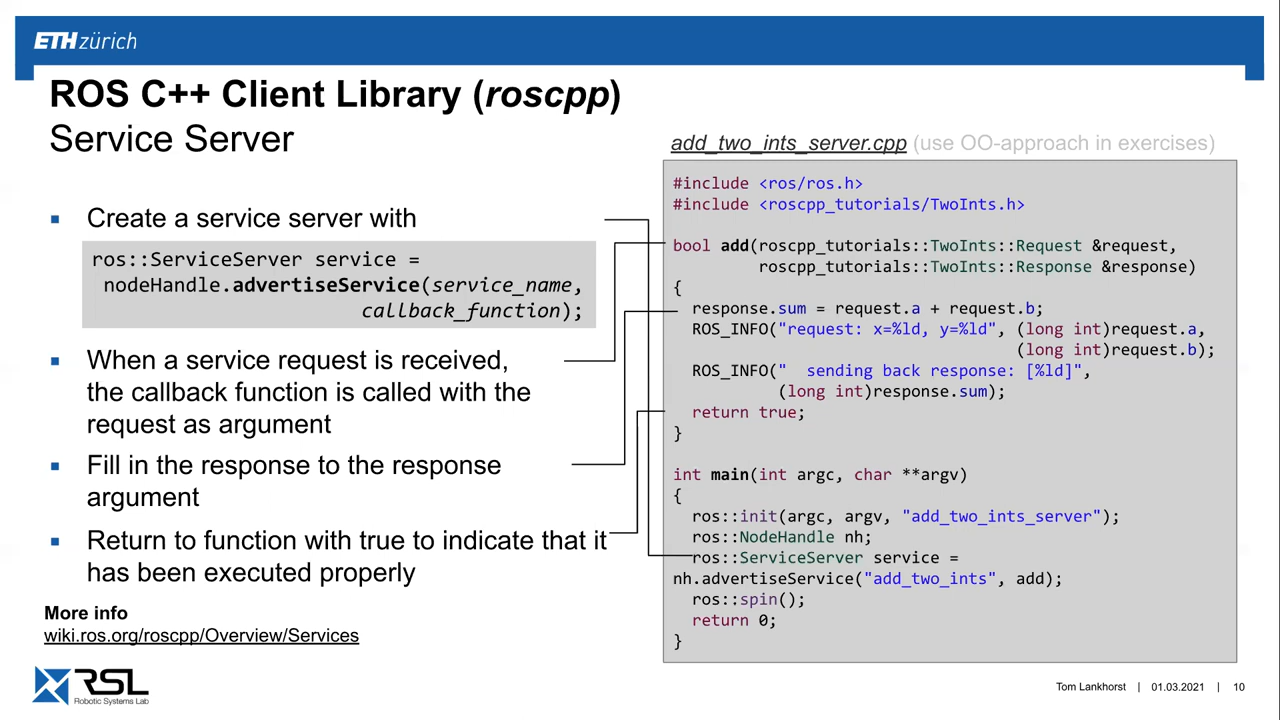 ETH zürich
ROS C++ Client Library (roscpp)
Service Server
▪ Create a service server with
ros::ServiceServer service =
nodeHandle.advertiseService(service_name,
callback_function);
▪ When a service request is received,
the callback function is called with the
request as argument
▪ Fill in the response to the response
argument
▪ Return to function with true to indicate that it
has been executed properly
More info
wiki.ros.org/roscpp/Overview/Services
add_two_ints_server.cpp (use OO-approach in exercises)
#include <ros/ros.h>
#include <roscpp_tutorials/TwoInts.h>
bool add(roscpp_tutorials::TwoInts::Request &request,
roscpp_tutorials::TwoInts::Response &response)
{
response.sum = request.a + request.b;
ROS_INFO("request: x=%ld, y=%ld", (long int)request.a,
(long int)request.b);
ROS_INFO("  sending back response: [%ld]",
(long int)response.sum);
return true;
}
int main(int argc, char **argv)
{
ros::init(argc, argv, "add_two_ints_server");
ros::NodeHandle nh;
ros::ServiceServer service =
nh.advertiseService("add_two_ints", add);
ros::spin();
return 0;
}
RSL
Robotic Systems Lab
Tom Lankhorst | 01.03.2021 | 10